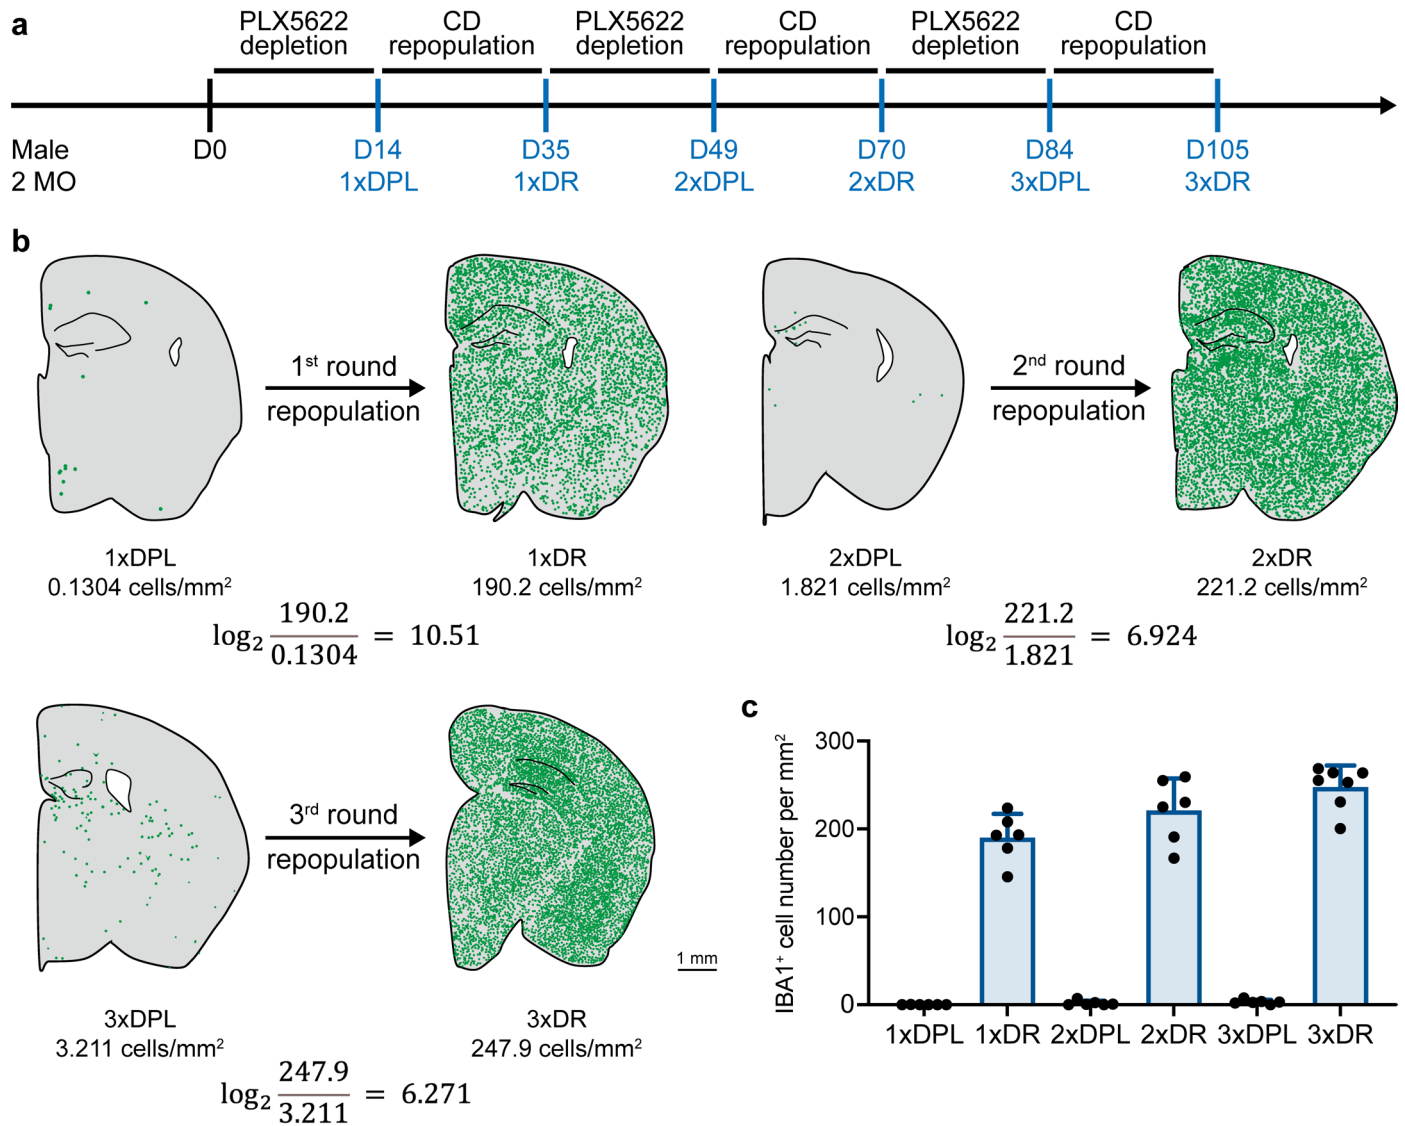 a
PLX5622 depletion
CD repopulation
PLX5622 depletion
CD repopulation
PLX5622 depletion
CD repopulation
Male
2 MO
D0
D14
1xDPL
D35
1xDR
D49
2xDPL
D70
2xDR
D84
3xDPL
D105
3xDR
b
1st round
repopulation
2nd round
repopulation
1xDPL
0.1304 cells/mm²
1xDR
190.2 cells/mm²
2xDPL
1.821 cells/mm²
2xDR
221.2 cells/mm²
log₂ 190.2/0.1304 = 10.51
log₂ 221.2/1.821 = 6.924
3rd round
repopulation
1 mm
3xDPL
3.211 cells/mm²
3xDR
247.9 cells/mm²
log₂ 247.9/3.211 = 6.271
c
IBA1⁺ cell number per mm²
300
200
100
0
1xDPL 1xDR 2xDPL 2xDR 3xDPL 3xDR